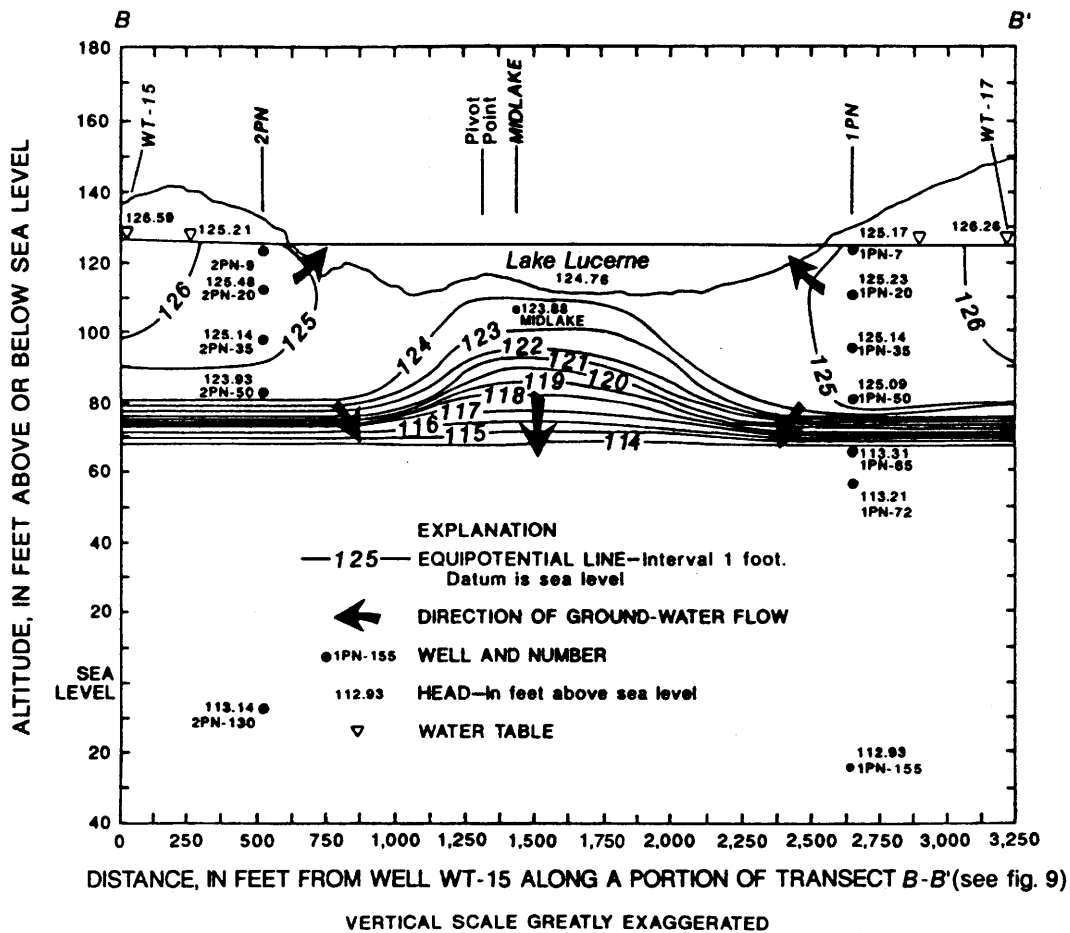 B
B'
180
160
140
120
100
80
60
40
20
SEA LEVEL
20
40
ALTITUDE, IN FEET ABOVE OR BELOW SEA LEVEL
WT-15
2PN
Pivot Point
MIDLAKE
1PN
WT-17
126.59
125.21
2PN-9
125.48
2PN-20
125.14
2PN-35
123.93
2PN-50
Lake Lucerne
124.76
123.88
MIDLAKE
125.17
1PN-7
126.26
125.23
1PN-20
125.14
1PN-35
125.09
1PN-50
113.31
1PN-65
113.21
1PN-72
126
125
124
123
122
121
120
119
118
117
116
115
114
125
126
EXPLANATION
125 EQUIPOTENTIAL LINE—Interval 1 foot.
Datum is sea level
DIRECTION OF GROUND-WATER FLOW
1PN-155 WELL AND NUMBER
112.93 HEAD—In feet above sea level
WATER TABLE
113.14
2PN-130
112.93
1PN-155
0 250 500 750 1,000 1,250 1,500 1,750 2,000 2,250 2,500 2,750 3,000 3,250
DISTANCE, IN FEET FROM WELL WT-15 ALONG A PORTION OF TRANSECT B-B' (see fig. 9)
VERTICAL SCALE GREATLY EXAGGERATED